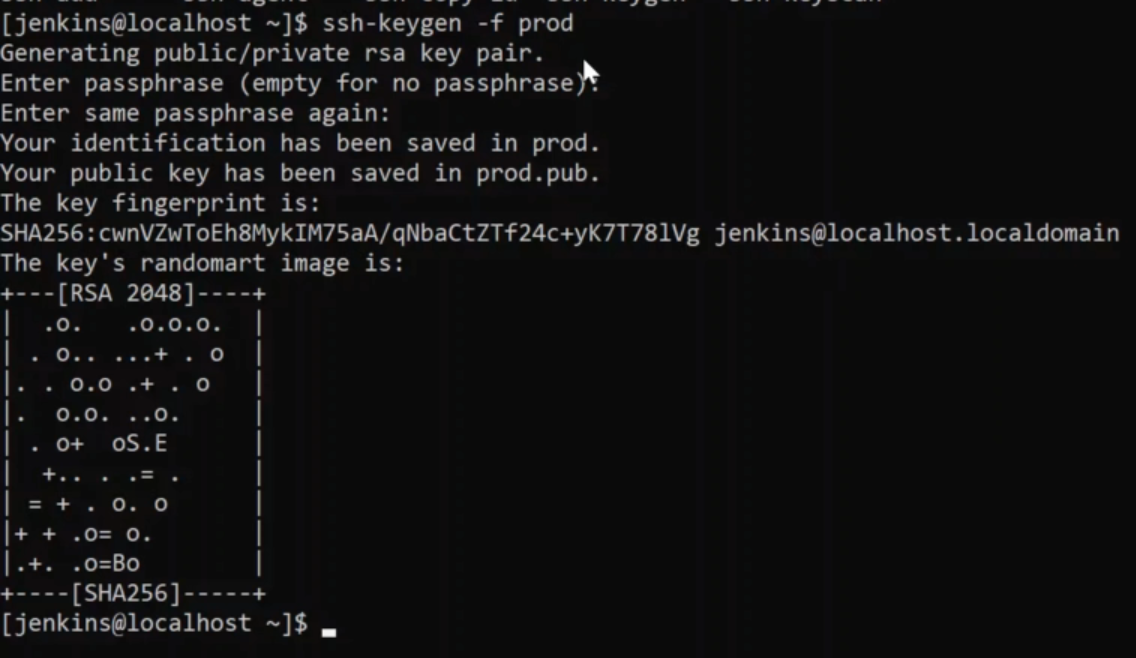 [jenkins@localhost ~]$ ssh-keygen -f prod
Generating public/private rsa key pair.
Enter passphrase (empty for no passphrase):
Enter same passphrase again:
Your identification has been saved in prod.
Your public key has been saved in prod.pub.
The key fingerprint is:
SHA256:cwnVZwToEh8MykIM75aA/qNbaCtZTf24c+yK7T78lVg jenkins@localhost.localdomain
The key's randomart image is:
+---[RSA 2048]----+
|  .o.   .o.o.o.  |
| . o.. ...+ . o  |
|. . o.o .+ . o   |
|.  o.o. ..o.     |
| . o+  oS.E      |
|  +.. . .= .     |
| = + . o. o      |
|+ + .o= o.       |
|.+. .o=Bo        |
+----[SHA256]-----+
[jenkins@localhost ~]$